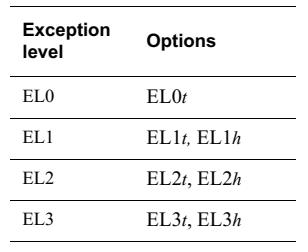 Exception level Options
EL0 EL0t
EL1 EL1t, EL1h
EL2 EL2t, EL2h
EL3 EL3t, EL3h